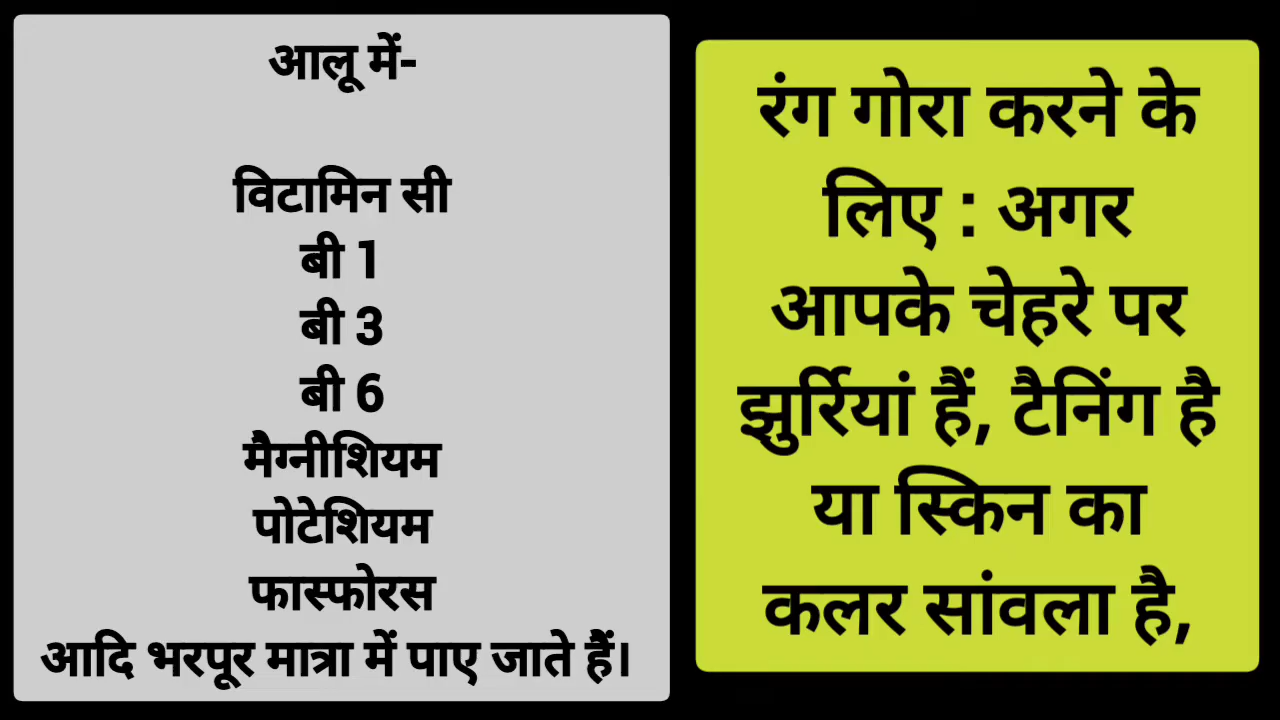 आलू में-
विटामिन सी
बी 1
बी 3
बी 6
मैग्नीशियम
पोटेशियम
फास्फोरस
आदि भरपूर मात्रा में पाए जाते हैं।
रंग गोरा करने के
लिए : अगर
आपके चेहरे पर
झुर्रियां हैं, टैनिंग है
या स्किन का
कलर सांवला है,